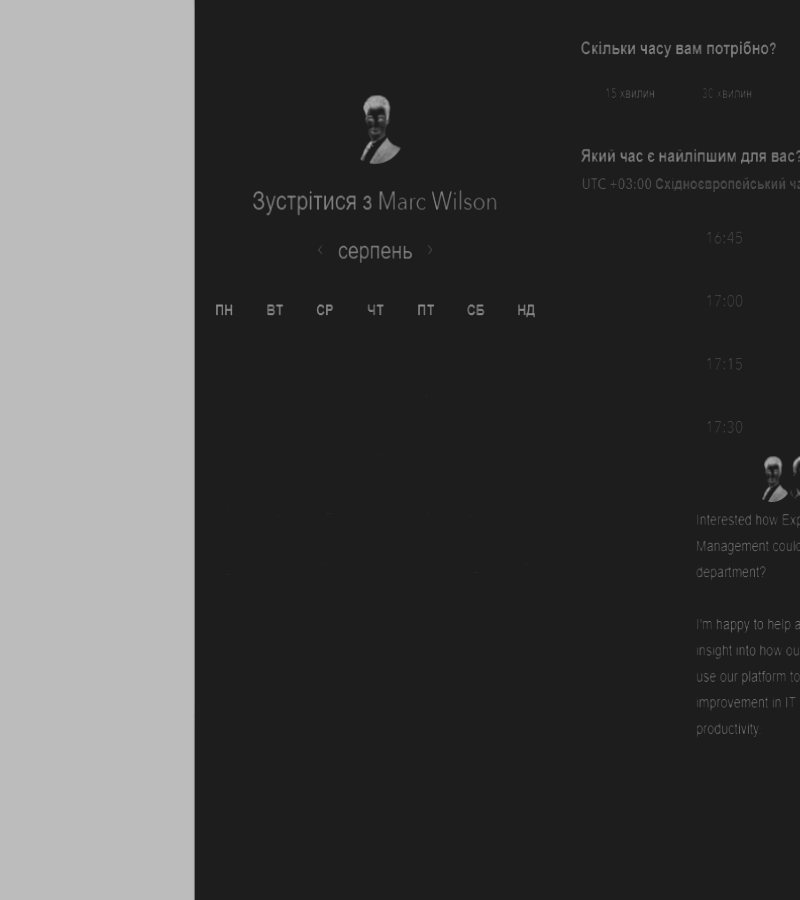 Зустрітися з Marc Wilson
‹ серпень ›
ПН ВТ СР ЧТ ПТ СБ НД
Скільки часу вам потрібно?
15 хвилин 30 хвилин
Який час є найліпшим для вас?
UTC +03:00 Східноєвропейський ча
16:45
17:00
17:15
17:30
Interested how Exp
Management could
department?
I'm happy to help a
insight into how ou
use our platform to
improvement in IT
productivity